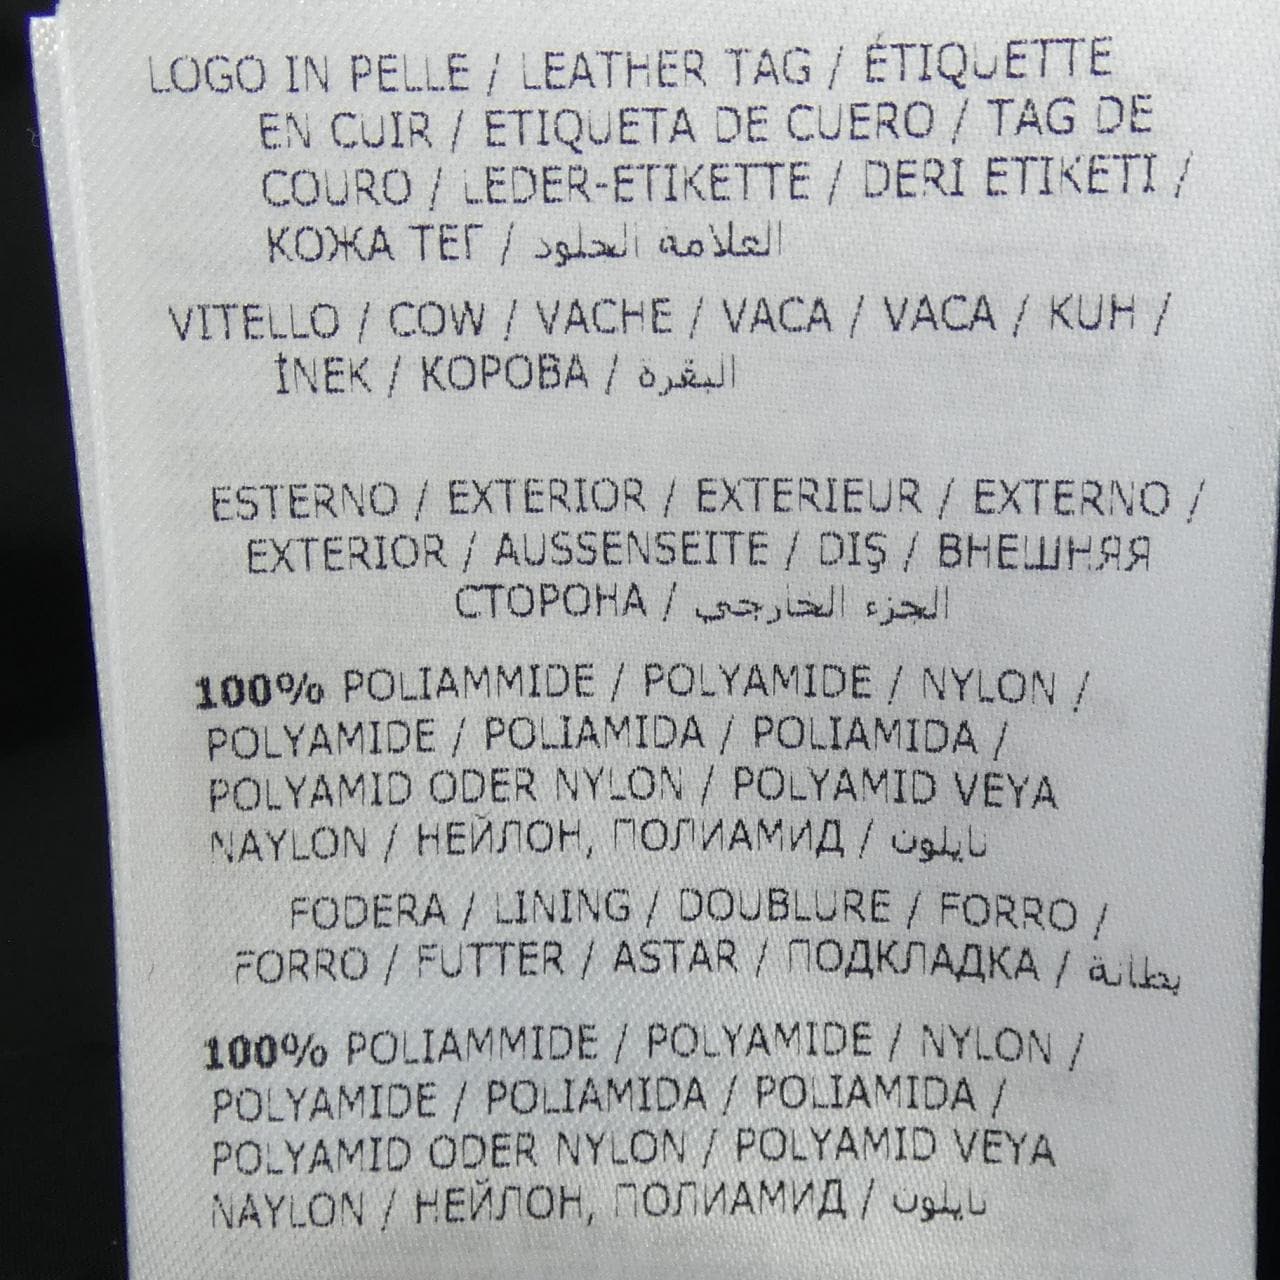 LOGO IN PELLE / LEATHER TAG / ÉTIQUETTE
EN CUIR / ETIQUETA DE CUERO / TAG DE
COURO / LEDER-ETIKETTE / DERI ETIKETI /
КОЖА ТЕГ / العلامة الجلود
VITELLO / COW / VACHE / VACA / VACA / KUH /
İNEK / КОРОВА / البقرة
ESTERNO / EXTERIOR / EXTERIEUR / EXTERNO /
EXTERIOR / AUSSENSEITE / DIŞ / ВНЕШНЯЯ
СТОРОНА / الجزء الخارجي
100% POLIAMMIDE / POLYAMIDE / NYLON /
POLYAMIDE / POLIAMIDA / POLIAMIDA /
POLYAMID ODER NYLON / POLYAMID VEYA
NAYLON / НЕЙЛОН, ПОЛИАМИД / نايلون
FODERA / LINING / DOUBLURE / FORRO /
FORRO / FUTTER / ASTAR / ПОДКЛАДКА / بطانة
100% POLIAMMIDE / POLYAMIDE / NYLON /
POLYAMIDE / POLIAMIDA / POLIAMIDA /
POLYAMID ODER NYLON / POLYAMID VEYA
NAYLON / НЕЙЛОН, ПОЛИАМИД / نايلون